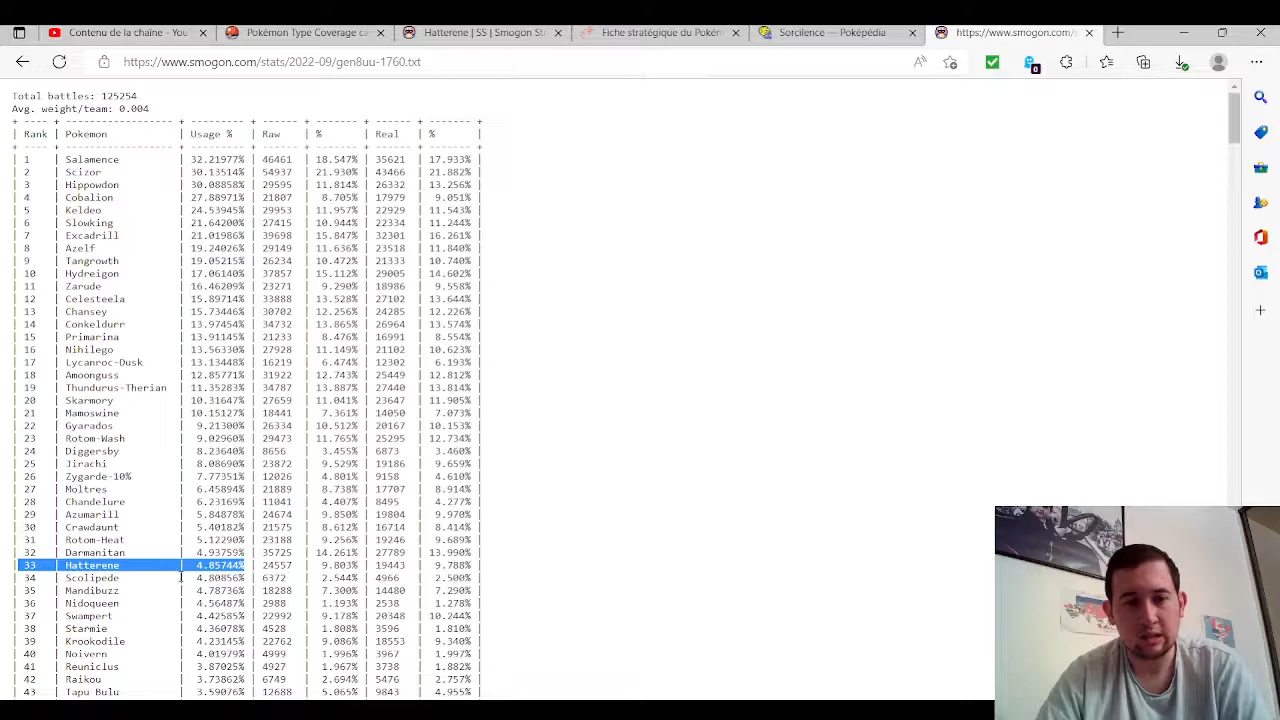 Contenu de la chaîne - You
Pokémon Type Coverage ca
Hatterene | SS | Smogon St
Fiche stratégique du Pokém
Sorcilence — Poképédia
https://www.smogon.com/s
https://www.smogon.com/stats/2022-09/gen8uu-1760.txt
Total battles: 125254
Avg. weight/team: 0.004
+ ---- + ------------------ + --------- + ------ + ------- + ------ + ------- +
| Rank | Pokemon | Usage % | Raw | % | Real | % |
+ ---- + ------------------ + --------- + ------ + ------- + ------ + ------- +
| 1 | Salamence | 32.21977% | 46461 | 18.547% | 35621 | 17.933% |
| 2 | Scizor | 30.13514% | 54937 | 21.930% | 43466 | 21.882% |
| 3 | Hippowdon | 30.08858% | 29595 | 11.814% | 26332 | 13.256% |
| 4 | Cobalion | 27.88971% | 21807 | 8.705% | 17979 | 9.051% |
| 5 | Keldeo | 24.53945% | 29953 | 11.957% | 22929 | 11.543% |
| 6 | Slowking | 21.64200% | 27415 | 10.944% | 22334 | 11.244% |
| 7 | Excadrill | 21.01986% | 39698 | 15.847% | 32301 | 16.261% |
| 8 | Azelf | 19.24026% | 29149 | 11.636% | 23518 | 11.840% |
| 9 | Tangrowth | 19.05215% | 26234 | 10.472% | 21333 | 10.740% |
| 10 | Hydreigon | 17.06140% | 37857 | 15.112% | 29005 | 14.602% |
| 11 | Zarude | 16.46209% | 23271 | 9.290% | 18986 | 9.558% |
| 12 | Celesteela | 15.89714% | 33888 | 13.528% | 27102 | 13.644% |
| 13 | Chansey | 15.73446% | 30702 | 12.256% | 24285 | 12.226% |
| 14 | Conkeldurr | 13.97454% | 34732 | 13.865% | 26964 | 13.574% |
| 15 | Primarina | 13.91145% | 21233 | 8.476% | 16991 | 8.554% |
| 16 | Nihilego | 13.56330% | 27928 | 11.149% | 21102 | 10.623% |
| 17 | Lycanroc-Dusk | 13.13448% | 16219 | 6.474% | 12302 | 6.193% |
| 18 | Amoonguss | 12.85771% | 31922 | 12.743% | 25449 | 12.812% |
| 19 | Thundurus-Therian | 11.35283% | 34787 | 13.887% | 27440 | 13.814% |
| 20 | Skarmory | 10.31647% | 27659 | 11.041% | 23647 | 11.905% |
| 21 | Mamoswine | 10.15127% | 18441 | 7.361% | 14050 | 7.073% |
| 22 | Gyarados | 9.21300% | 26334 | 10.512% | 20167 | 10.153% |
| 23 | Rotom-Wash | 9.02960% | 29473 | 11.765% | 25295 | 12.734% |
| 24 | Diggersby | 8.23640% | 8656 | 3.455% | 6873 | 3.460% |
| 25 | Jirachi | 8.08690% | 23872 | 9.529% | 19186 | 9.659% |
| 26 | Zygarde-10% | 7.77351% | 12026 | 4.801% | 9158 | 4.610% |
| 27 | Moltres | 6.45894% | 21889 | 8.738% | 17707 | 8.914% |
| 28 | Chandelure | 6.23169% | 11041 | 4.407% | 8495 | 4.277% |
| 29 | Azumarill | 5.84878% | 24674 | 9.850% | 19804 | 9.970% |
| 30 | Crawdaunt | 5.40182% | 21575 | 8.612% | 16714 | 8.414% |
| 31 | Rotom-Heat | 5.12290% | 23188 | 9.256% | 19246 | 9.689% |
| 32 | Darmanitan | 4.93759% | 35725 | 14.261% | 27789 | 13.990% |
| 33 | Hatterene | 4.85744% | 24557 | 9.803% | 19443 | 9.788% |
| 34 | Scolipede | 4.80856% | 6372 | 2.544% | 4966 | 2.500% |
| 35 | Mandibuzz | 4.78736% | 18288 | 7.300% | 14480 | 7.290% |
| 36 | Nidoqueen | 4.56487% | 2988 | 1.193% | 2538 | 1.278% |
| 37 | Swampert | 4.42585% | 22992 | 9.178% | 20348 | 10.244% |
| 38 | Starmie | 4.36078% | 4528 | 1.808% | 3596 | 1.810% |
| 39 | Krookodile | 4.23145% | 22762 | 9.086% | 18553 | 9.340% |
| 40 | Noivern | 4.01979% | 4999 | 1.996% | 3967 | 1.997% |
| 41 | Reuniclus | 3.87025% | 4927 | 1.967% | 3738 | 1.882% |
| 42 | Raikou | 3.73862% | 6749 | 2.694% | 5476 | 2.757% |
| 43 | Tapu Bulu | 3.59076% | 12688 | 5.065% | 9843 | 4.955% |